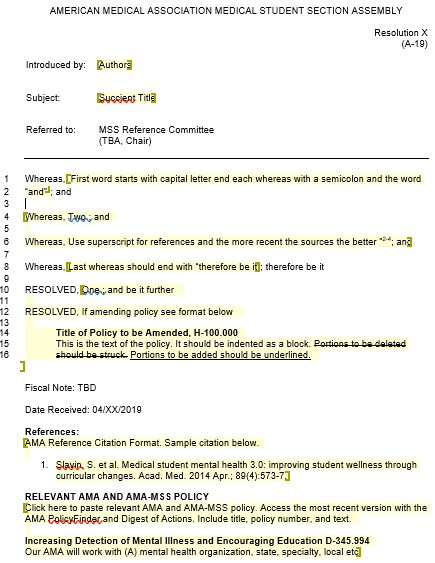 AMERICAN MEDICAL ASSOCIATION MEDICAL STUDENT SECTION ASSEMBLY
Resolution X
(A-19)
Introduced by: [Authors]
Subject: [Succient Title]
Referred to: MSS Reference Committee
(TBA, Chair)
1 Whereas, [First word starts with capital letter end each whereas with a semicolon and the word
2 "and"]; and
3
4 Whereas, Two ; and
5
6 Whereas, Use superscript for references and the more recent the sources the better "2-4; and
7
8 Whereas, [Last whereas should end with "therefore be it]; therefore be it
9
10 RESOLVED, One ; and be it further
11
12 RESOLVED, If amending policy see format below
13
14 Title of Policy to be Amended, H-100.000
15 This is the text of the policy. It should be indented as a block. Portions to be deleted
16 should be struck. Portions to be added should be underlined.
Fiscal Note: TBD
Date Received: 04/XX/2019
References:
AMA Reference Citation Format. Sample citation below.
1. Slavin, S. et al. Medical student mental health 3.0: improving student wellness through
curricular changes. Acad. Med. 2014 Apr.; 89(4):573-7.
RELEVANT AMA AND AMA-MSS POLICY
Click here to paste relevant AMA and AMA-MSS policy. Access the most recent version with the
AMA PolicyFinder and Digest of Actions. Include title, policy number, and text.
Increasing Detection of Mental Illness and Encouraging Education D-345.994
Our AMA will work with (A) mental health organization, state, specialty, local etc